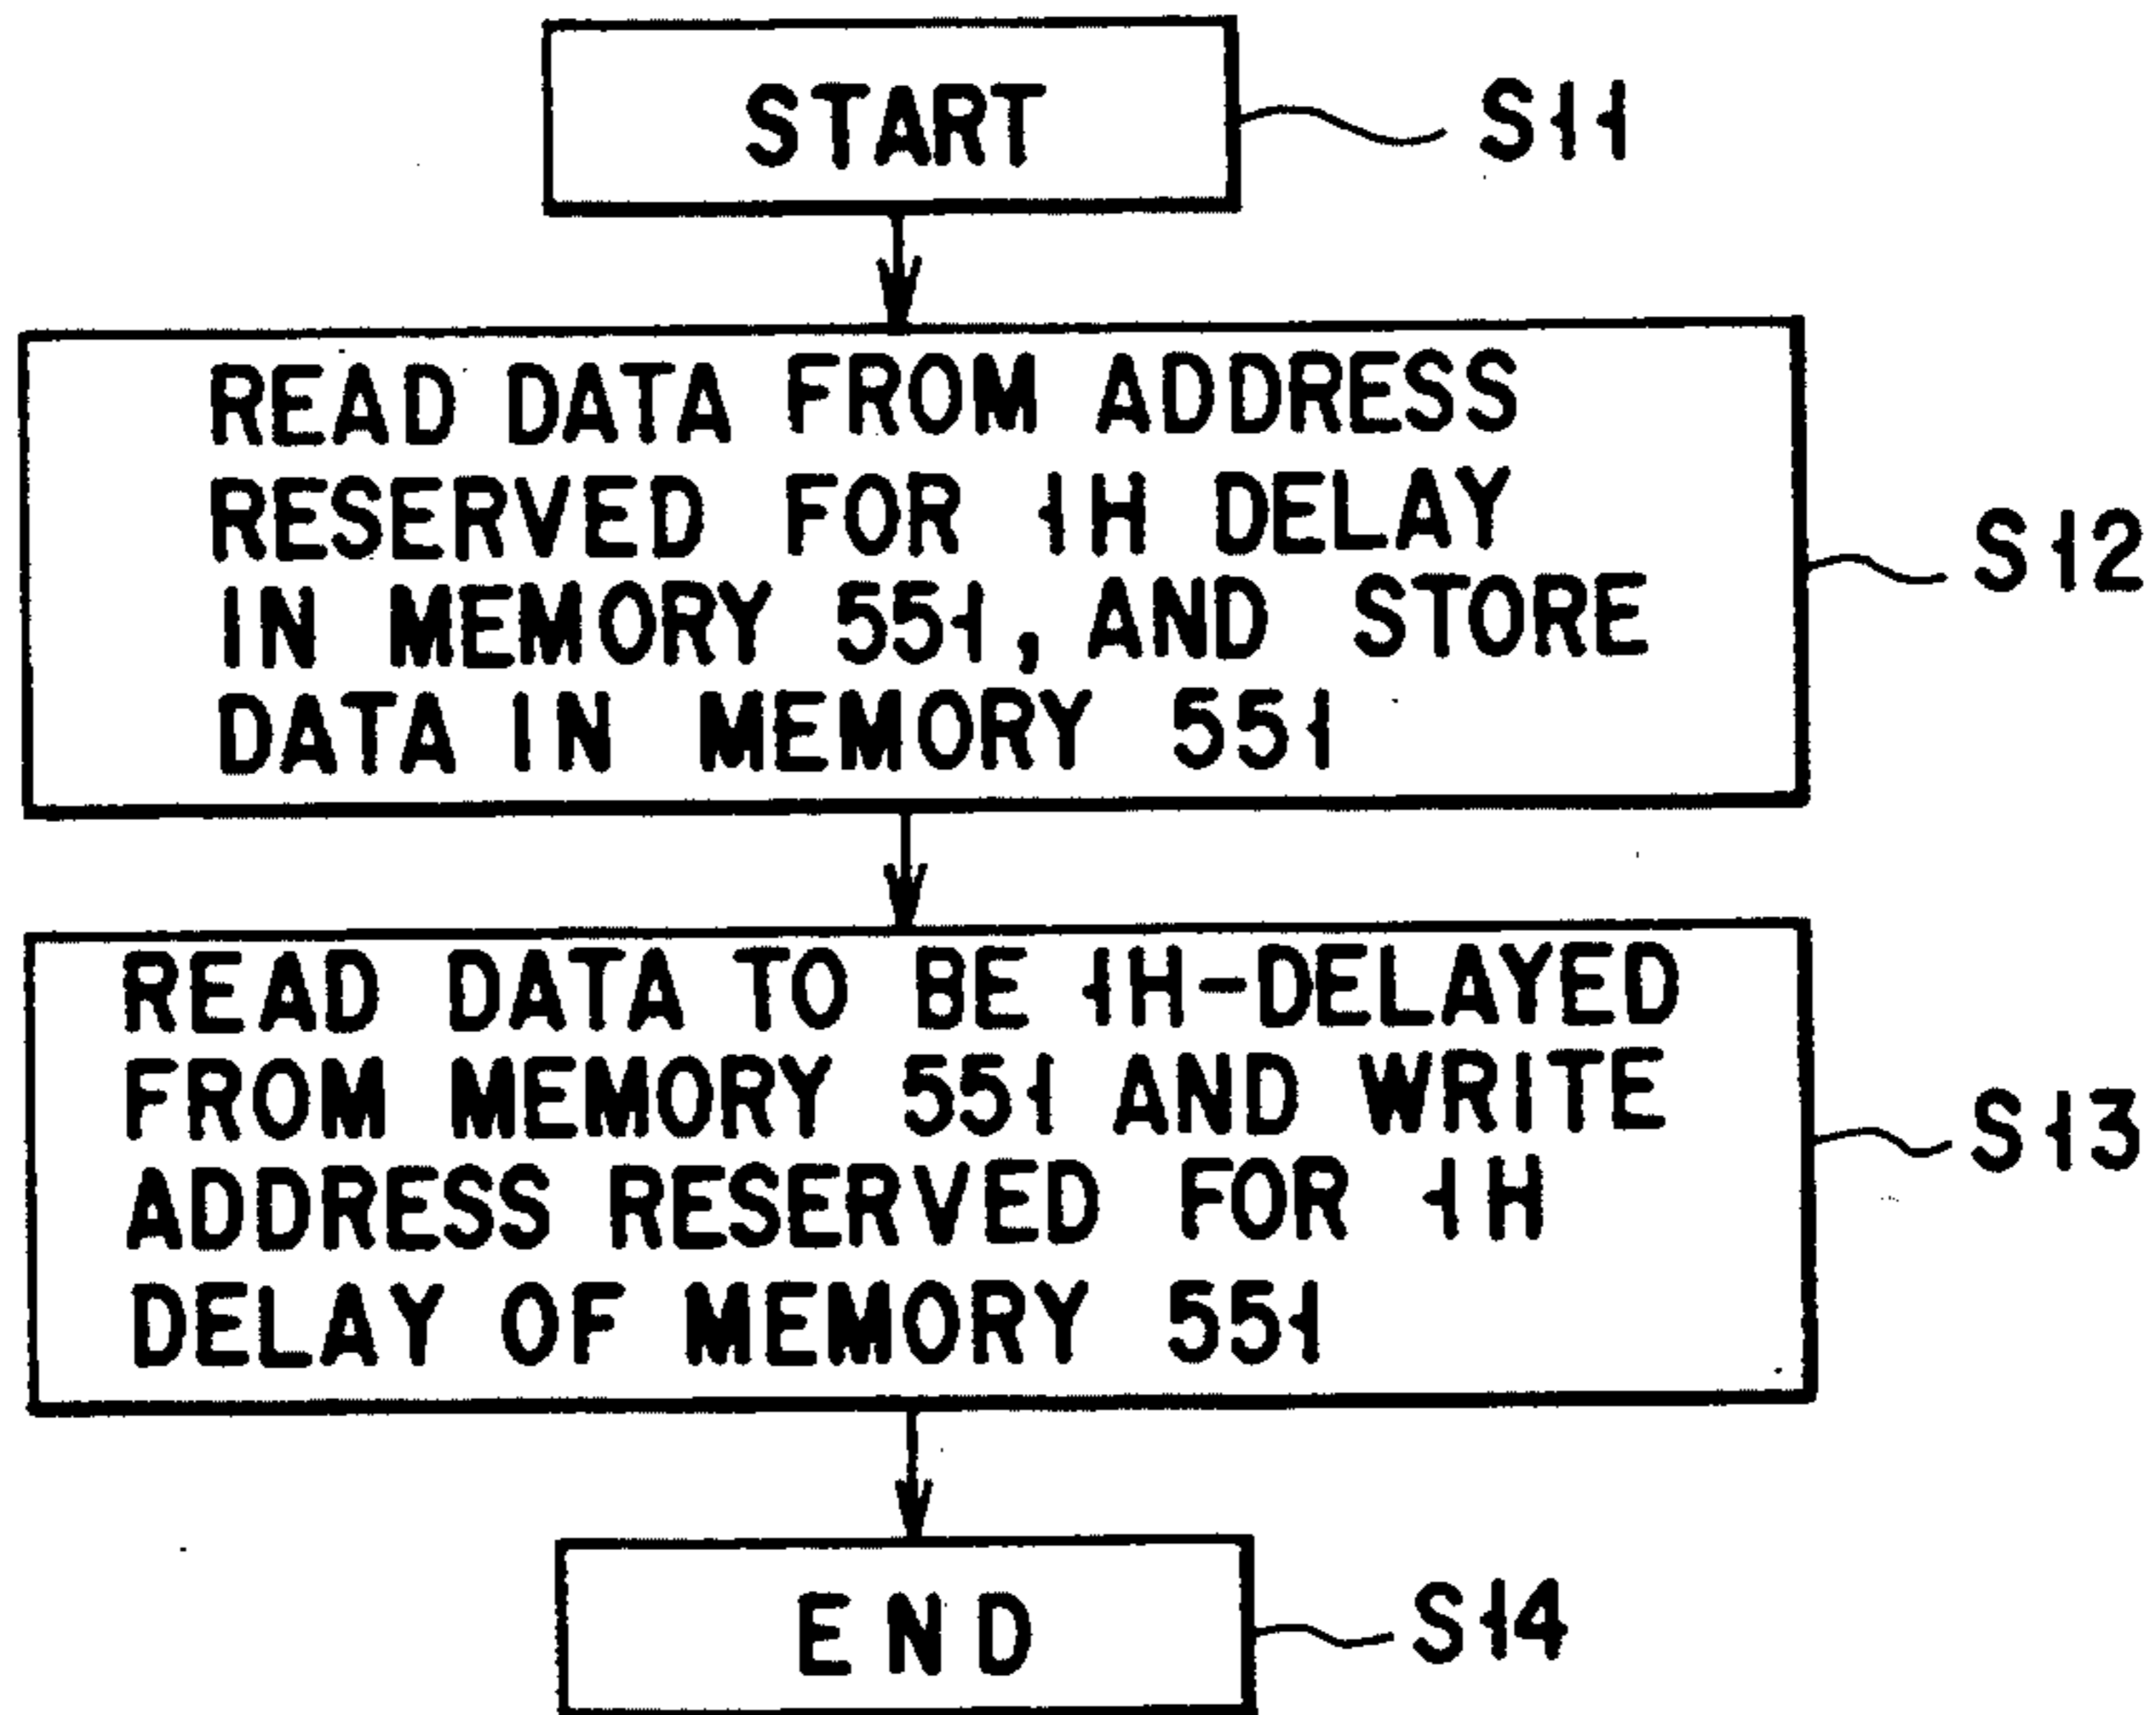 START
S11
READ DATA FROM ADDRESS
RESERVED FOR 1H DELAY
IN MEMORY 551, AND STORE
DATA IN MEMORY 551
S12
READ DATA TO BE 1H-DELAYED
FROM MEMORY 551 AND WRITE
ADDRESS RESERVED FOR 1H
DELAY OF MEMORY 551
S13
END
S14